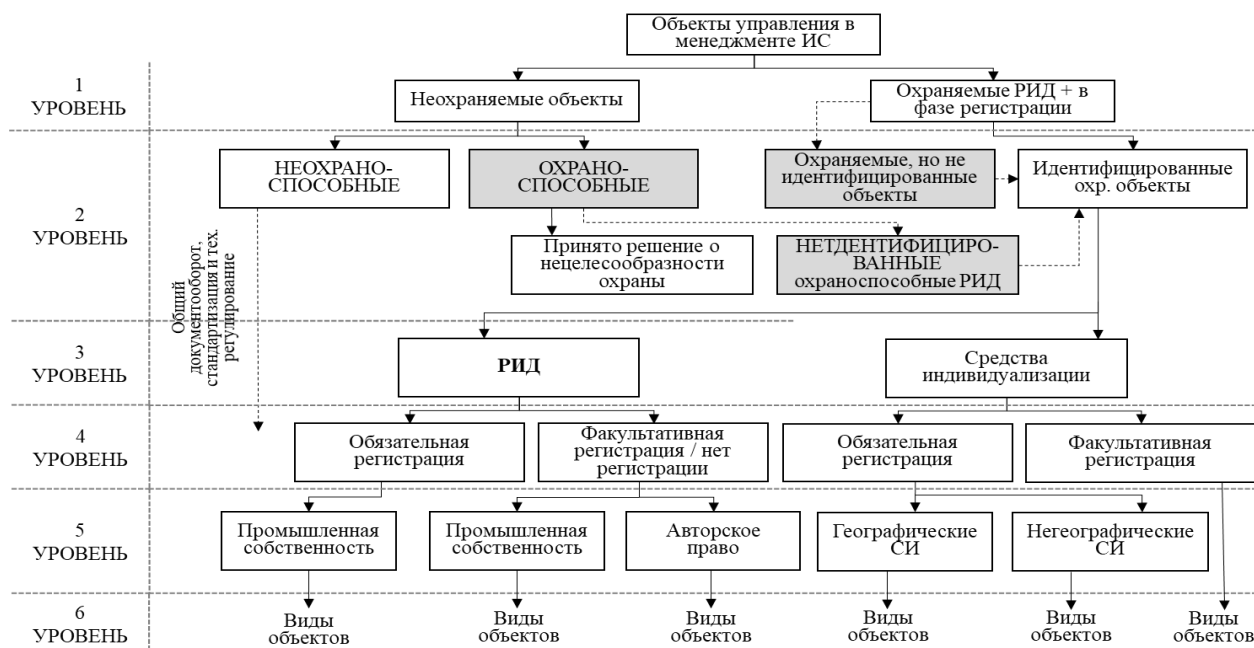 Объекты управления в
менеджменте ИС
1
УРОВЕНЬ
Неохраняемые объекты
Охраняемые РИД + в
фазе регистрации
2
УРОВЕНЬ
НЕОХРАНО-
СПОСОБНЫЕ
ОХРАНО-
СПОСОБНЫЕ
Охраняемые, но не
идентифицированные
объекты
Идентифицированные
охр. объекты
Принято решение о
нецелесообразности
охраны
НЕТДЕНТИФИЦИРО-
ВАННЫЕ
охраноспособные РИД
Общий
документооборот,
стандартизация и тех.
регулирование
3
УРОВЕНЬ
РИД
Средства
индивидуализации
4
УРОВЕНЬ
Обязательная
регистрация
Факультативная
регистрация / нет
регистрации
Обязательная
регистрация
Факультативная
регистрация
5
УРОВЕНЬ
Промышленная
собственность
Промышленная
собственность
Авторское
право
Географические
СИ
Негеографические
СИ
6
УРОВЕНЬ
Виды
объектов
Виды
объектов
Виды
объектов
Виды
объектов
Виды
объектов
Виды
объектов